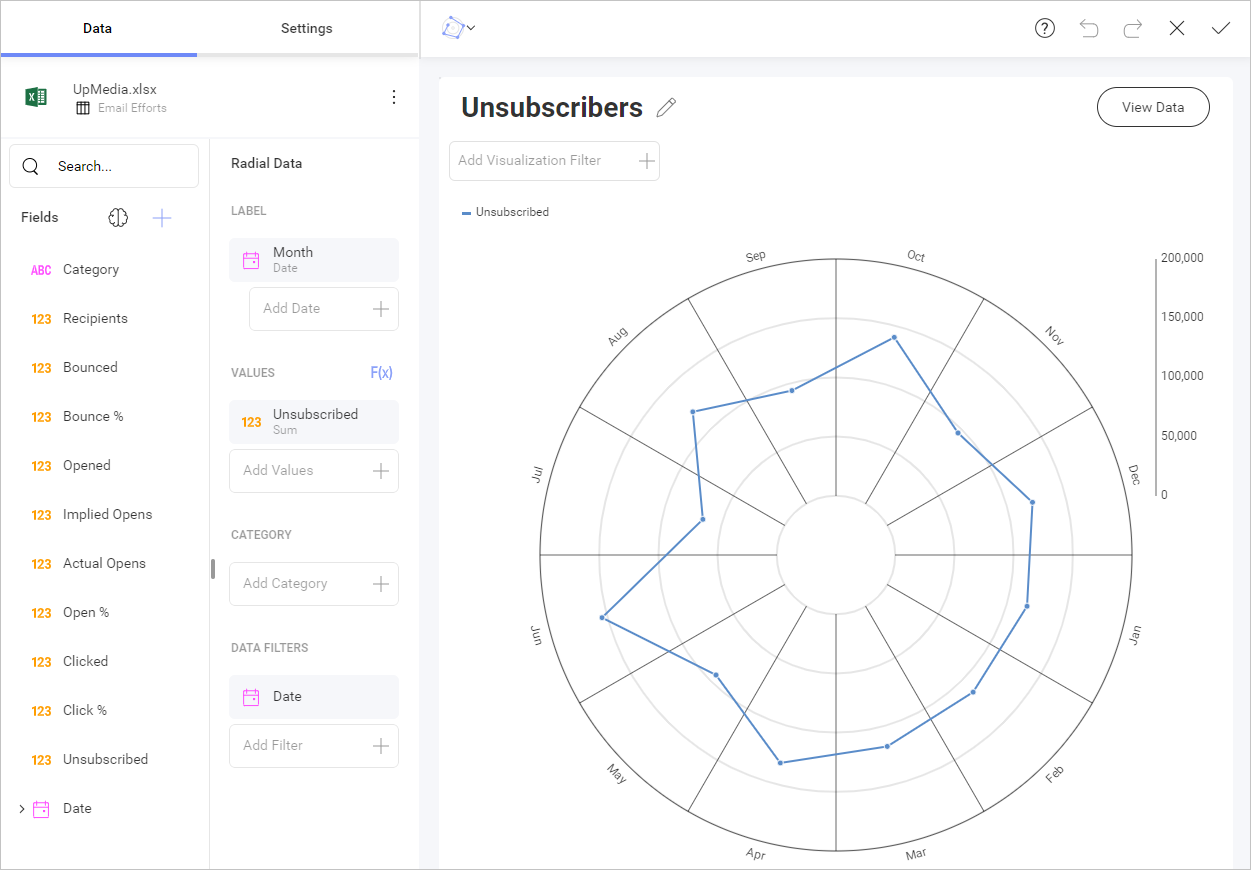 Data
Settings
UpMedia.xlsx
Email Efforts
Search...
Fields
ABC Category
123 Recipients
123 Bounced
123 Bounce %
123 Opened
123 Implied Opens
123 Actual Opens
123 Open %
123 Clicked
123 Click %
123 Unsubscribed
Date
Radial Data
LABEL
Month
Date
Add Date
VALUES F(x)
123 Unsubscribed
Sum
Add Values
CATEGORY
Add Category
DATA FILTERS
Date
Add Filter
?
Unsubscribers
View Data
Add Visualization Filter
Unsubscribed
Sep
Oct
Nov
Dec
Jan
Feb
Mar
Apr
May
Jun
Jul
Aug
200,000
150,000
100,000
50,000
0